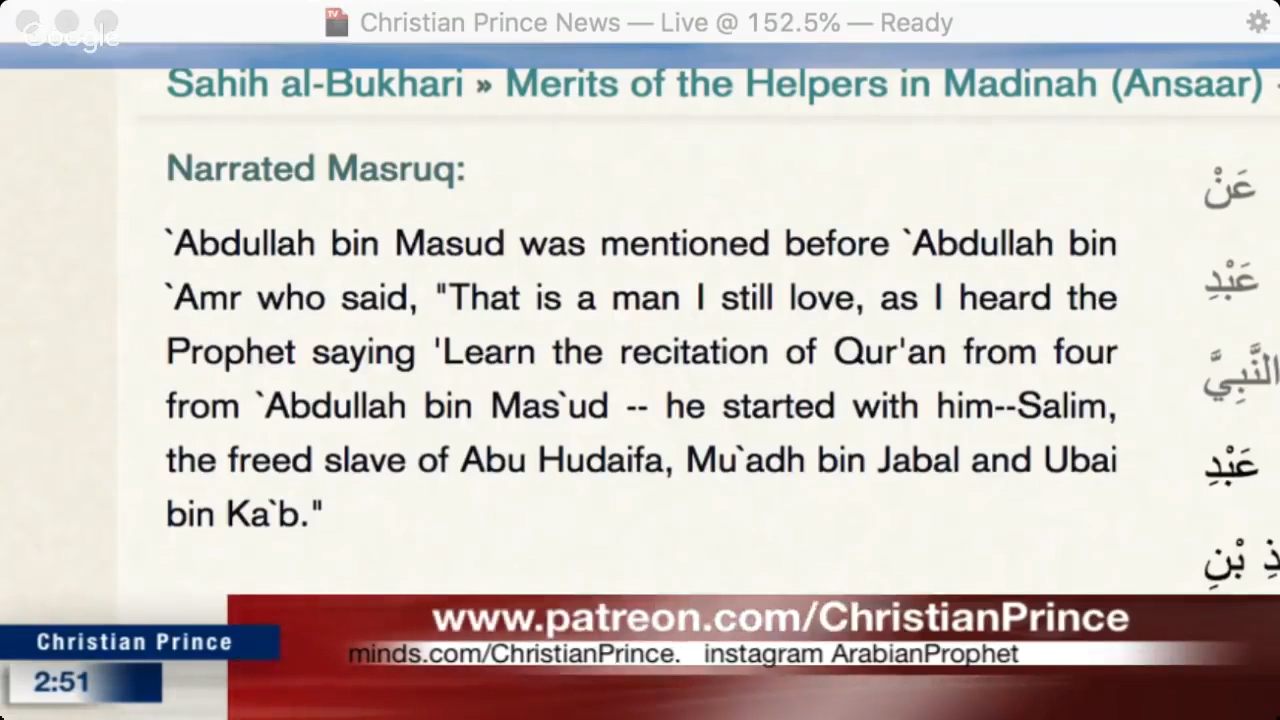 TV Christian Prince News — Live @ 152.5% — Ready
Google
Sahih al-Bukhari » Merits of the Helpers in Madinah (Ansaar)
Narrated Masruq:
`Abdullah bin Masud was mentioned before `Abdullah bin
`Amr who said, "That is a man I still love, as I heard the
Prophet saying 'Learn the recitation of Qur'an from four
from `Abdullah bin Mas`ud -- he started with him--Salim,
the freed slave of Abu Hudaifa, Mu`adh bin Jabal and Ubai
bin Ka`b."
عَنْ
عَبْدِ
النَّبِيَّ
عَبْدِ
ذِ بْنِ
www.patreon.com/ChristianPrince
Christian Prince
minds.com/ChristianPrince. instagram ArabianProphet
2:51